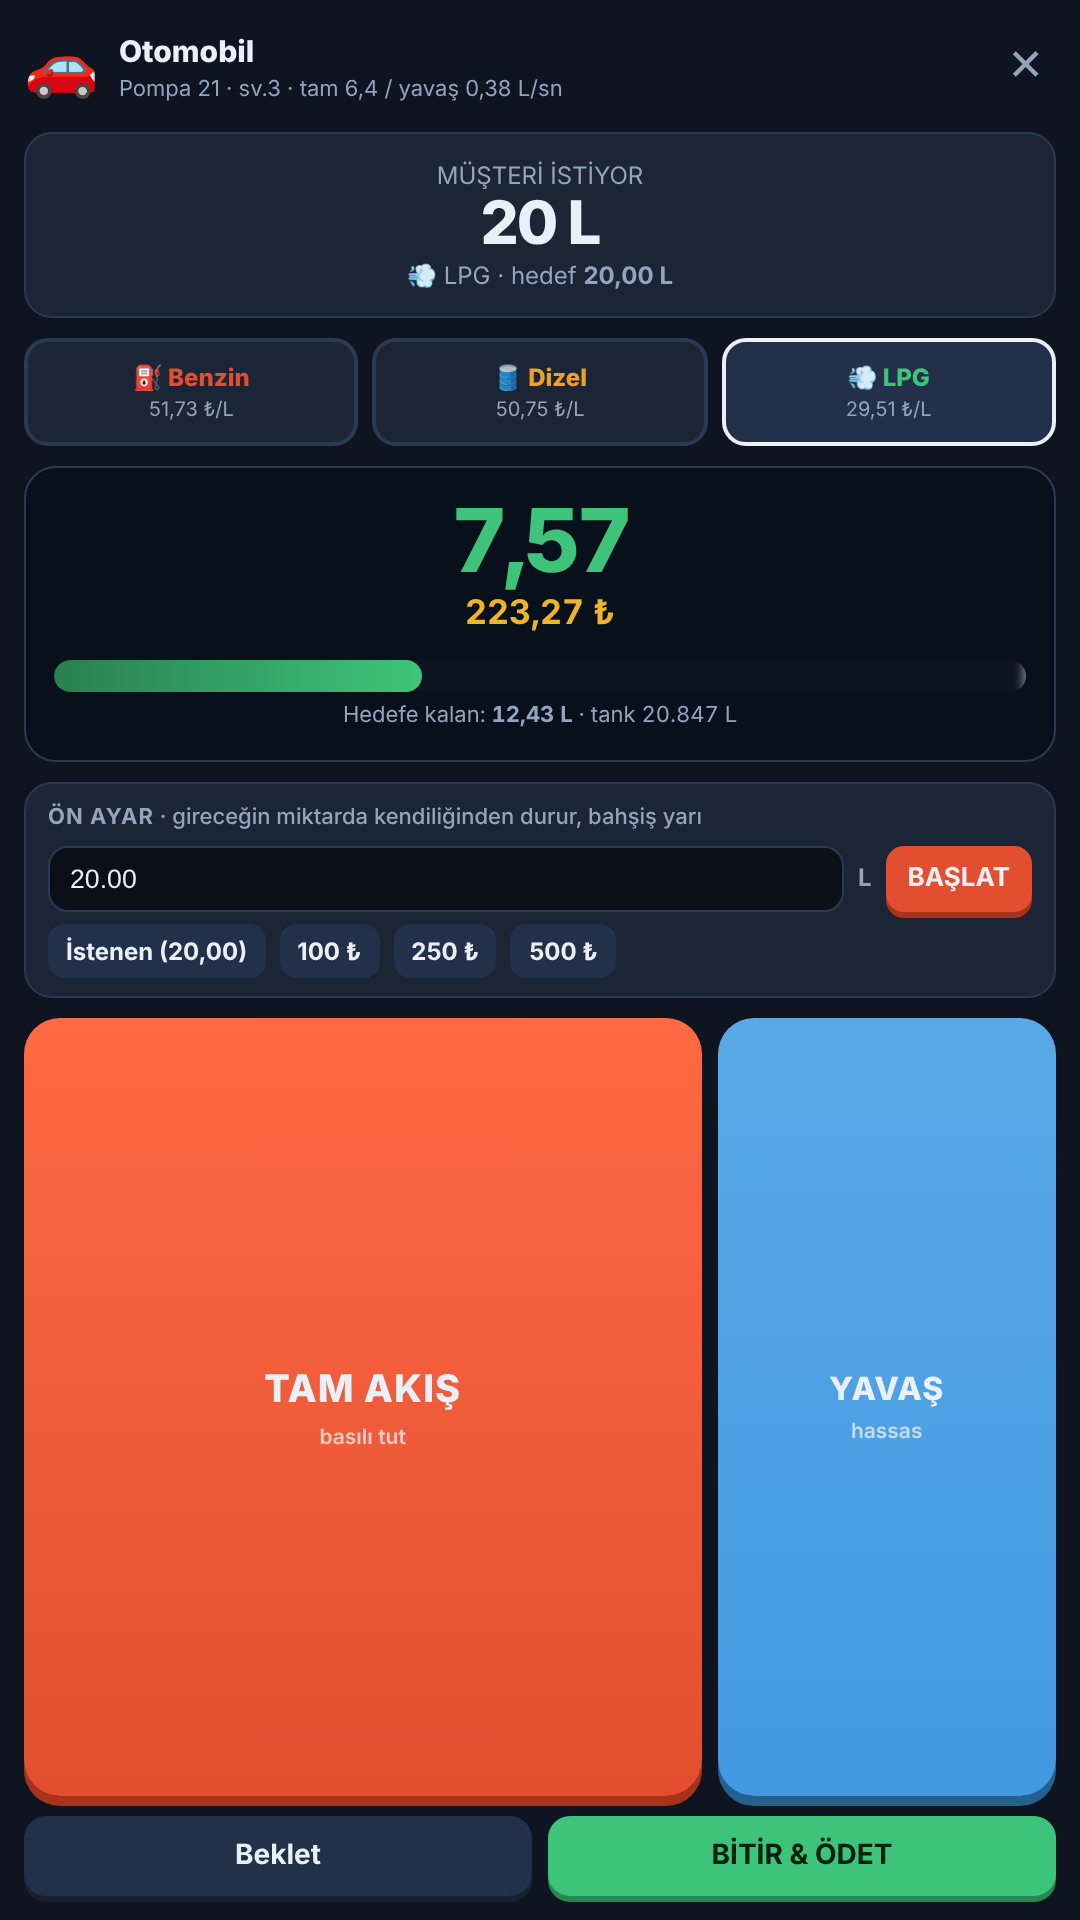 Otomobil
Pompa 21 · sv.3 · tam 6,4 / yavaş 0,38 L/sn
MÜŞTERİ İSTİYOR
20 L
LPG · hedef 20,00 L
Benzin
51,73 ₺/L
Dizel
50,75 ₺/L
LPG
29,51 ₺/L
7,57
223,27 ₺
Hedefe kalan: 12,43 L · tank 20.847 L
ÖN AYAR · gireceğin miktarda kendiliğinden durur, bahşiş yarı
20.00 L BAŞLAT
İstenen (20,00) 100 ₺ 250 ₺ 500 ₺
TAM AKIŞ
basılı tut
YAVAŞ
hassas
Beklet
BİTİR & ÖDET